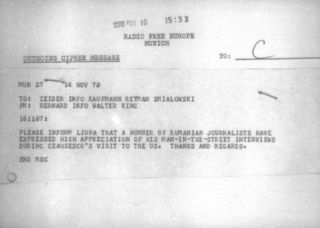 1970 NOV 16 15:53
RADIO FREE EUROPE
MUNICH
OUTGOING CIPHER MESSAGE
TO: C
MUN 27 16 NOV 70
TO: ZEIDER INFO KAUFMANN REYMAN SMIALOWSKI
FM: BERNARD INFO WALTER KING
161107:
PLEASE INFORM LIUBA THAT A NUMBER OF RUMANIAN JOURNALISTS HAVE
EXPRESSED HIGH APPRECIATION OF HIS MAN-IN-THE-STREET INTERVIEWS
DURING CEAUSESCU'S VISIT TO THE US. THANKS AND REGARDS.
END MSG